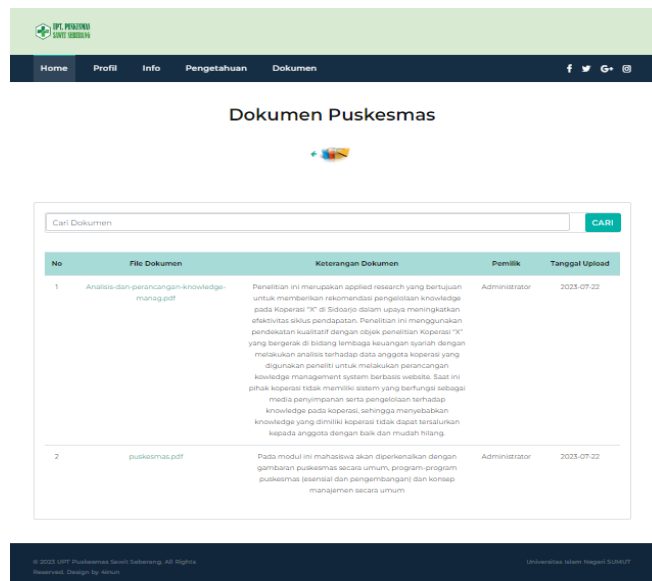 UPT. PUSKESMAS
SAWIT SEBERANG
Home Profil Info Pengetahuan Dokumen
Dokumen Puskesmas
Cari Dokumen CARI
No File Dokumen Keterangan Dokumen Pemilik Tanggal Upload
1 Analisis-dan-perancangan-knowledge- Penelitian ini merupakan applied research yang bertujuan Administrator 2023-07-22
manag.pdf untuk memberikan rekomendasi pengelolaan knowledge
pada Koperasi "X" di Sidoarjo dalam upaya meningkatkan
efektivitas siklus pendapatan. Penelitian ini menggunakan
pendekatan kualitatif dengan objek penelitian Koperasi "X"
yang bergerak di bidang lembaga keuangan syariah dengan
melakukan analisis terhadap data anggota koperasi yang
digunakan peneliti untuk melakukan perancangan
kowledge management system berbasis website. Saat ini
pihak koperasi tidak memiliki sistem yang berfungsi sebagai
media penyimpanan serta pengelolaan terhadap
knowledge pada koperasi, sehingga menyebabkan
knowledge yang dimiliki koperasi tidak dapat tersalurkan
kepada anggota dengan baik dan mudah hilang.
2 puskesmas.pdf Pada modul ini mahasiswa akan diperkenalkan dengan Administrator 2023-07-22
gambaran puskesmas secara umum, program-program
puskesmas (esensial dan pengembangan) dan konsep
manajemen secara umum
© 2023 UPT Puskesmas Sawit Seberang. All Rights Universitas Islam Negeri SUMUT
Reserved. Design by 4imun